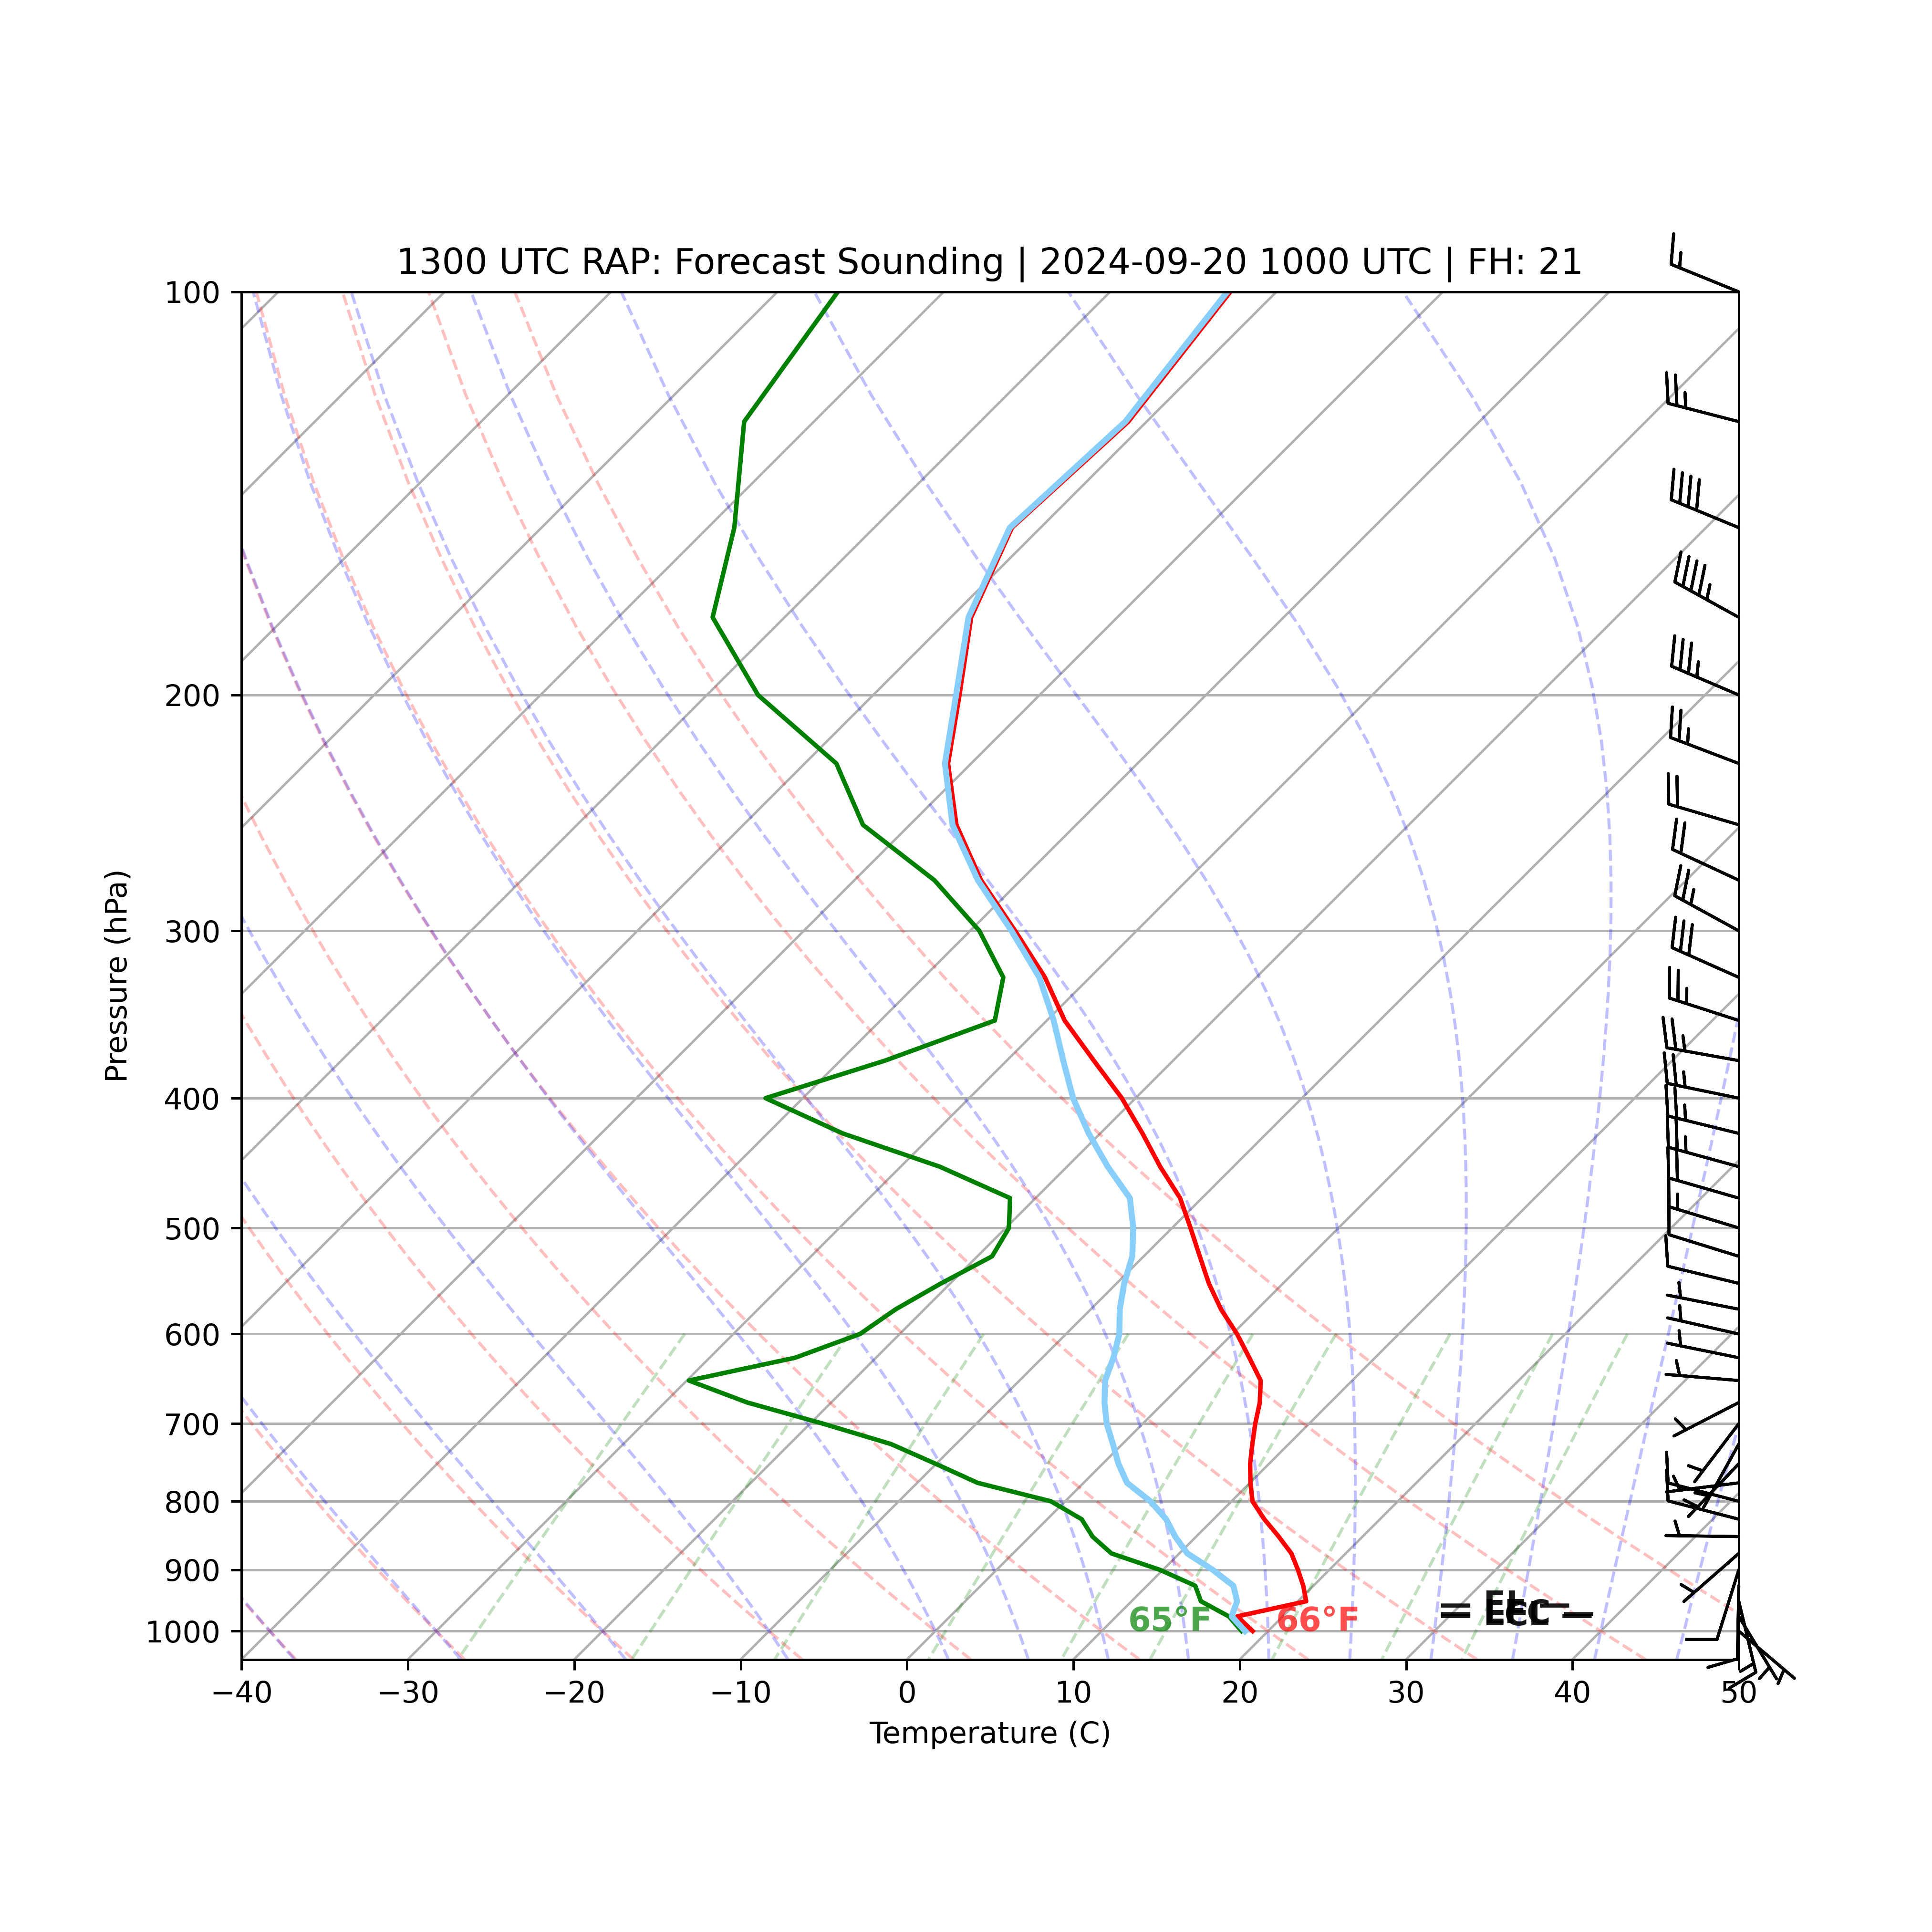 1300 UTC RAP: Forecast Sounding | 2024-09-20 1000 UTC | FH: 21
100
200
300
400
500
600
700
800
900
1000
Pressure (hPa)
65°F 66°F
−40 −30 −20 −10 0 10 20 30 40 50
Temperature (C)